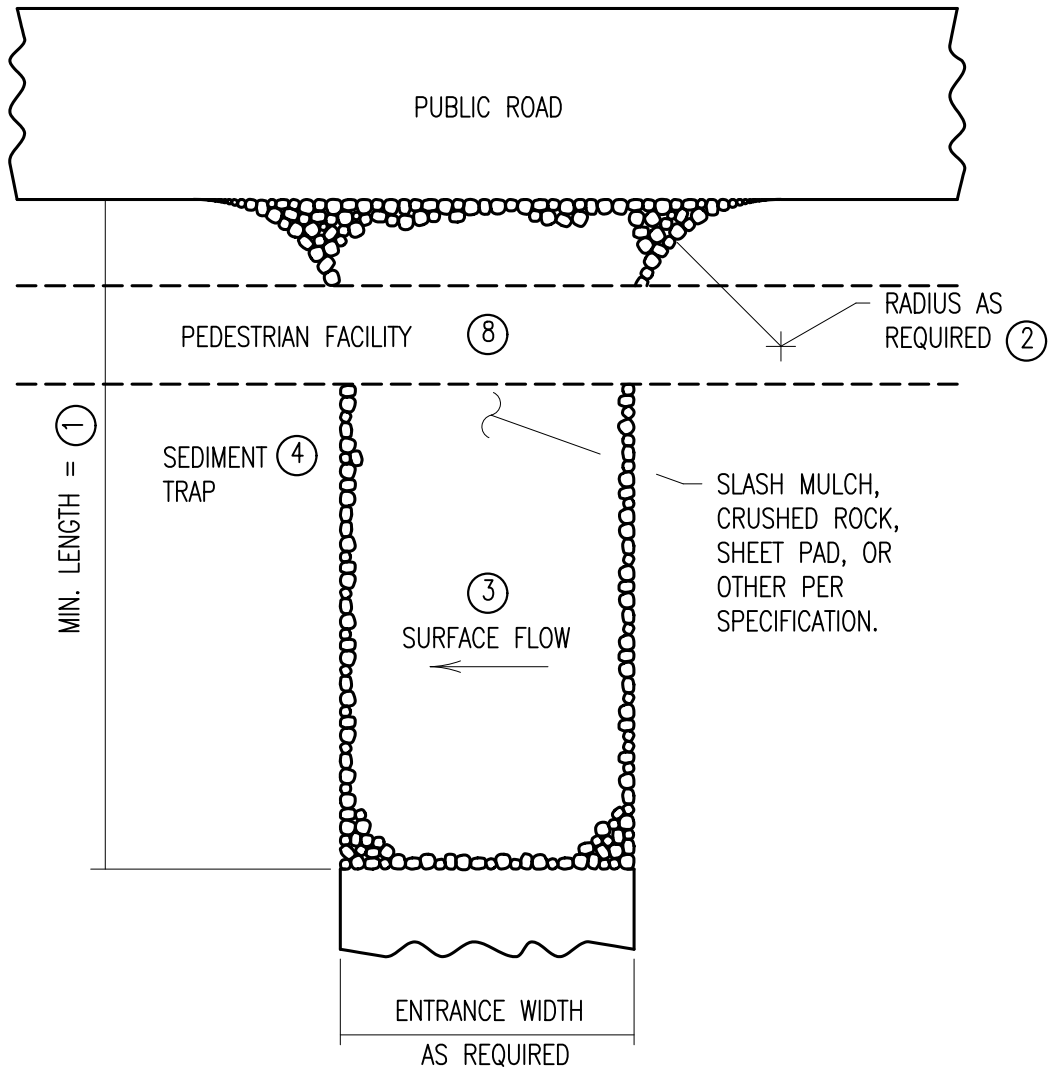 PUBLIC ROAD
PEDESTRIAN FACILITY 8
RADIUS AS
REQUIRED 2
MIN. LENGTH = 1
SEDIMENT 4
TRAP
SLASH MULCH,
CRUSHED ROCK,
SHEET PAD, OR
OTHER PER
SPECIFICATION.
3
SURFACE FLOW
ENTRANCE WIDTH
AS REQUIRED